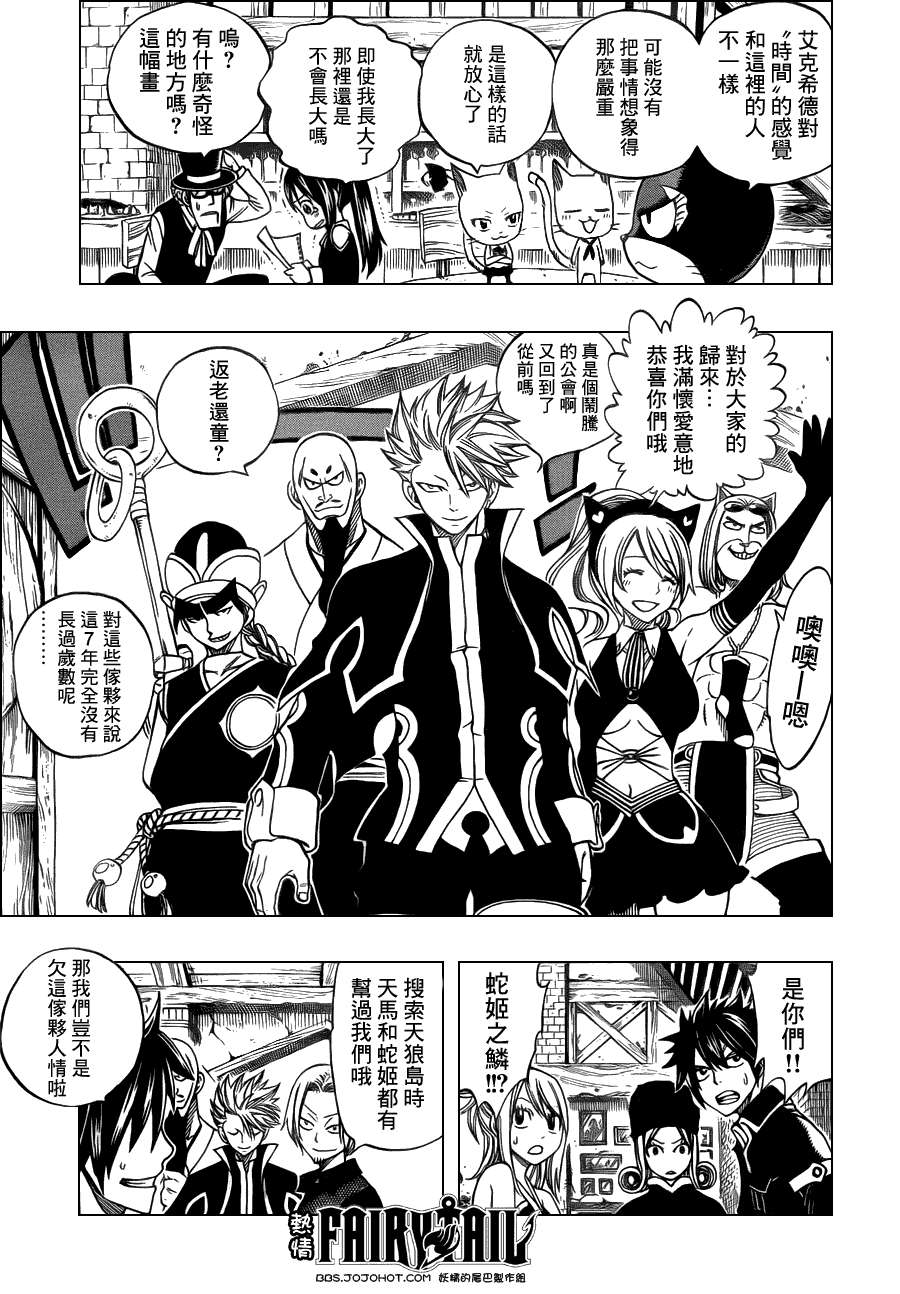 艾克希德對
〝時間〞的感覺
和這裡的人
不一樣
可能沒有
把事情想象得
那麼嚴重
是這樣的話
就放心了
即使我長大了
那裡還是
不會長大嗎
嗚？
有什麼奇怪
的地方嗎？
這幅畫
對於大家的
歸來…
我滿懷愛意地
恭喜你們哦
真是個鬧騰
的公會啊
又回到了
從前嗎
返老還童？
噢噢—嗯
對這些傢夥來說
這7年完全沒有
長過歲數呢
………
是你們!!
蛇姬之鱗!!?
搜索天狼島時
天馬和蛇姬都有
幫過我們哦
那我們豈不是
欠這傢夥人情啦
熱情
FAIRY TAIL
BBS.JOJOHOT.COM 妖精的尾巴製作組